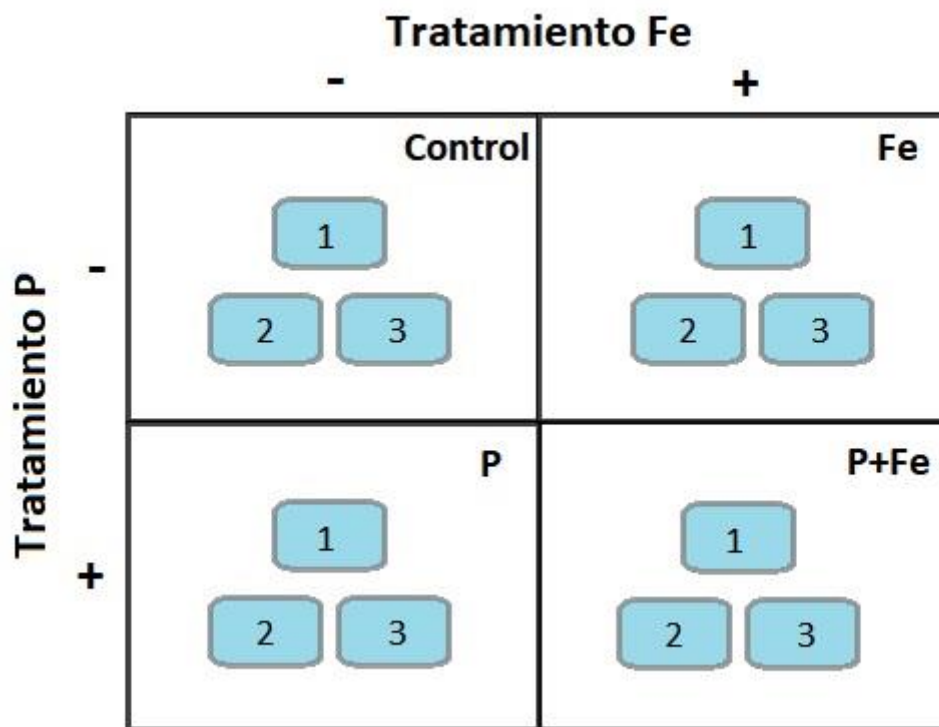 Tratamiento Fe
- +
Tratamiento P
-
Control
1
2 3
Fe
1
2 3
+
P
1
2 3
P+Fe
1
2 3